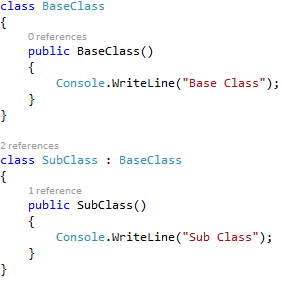 class BaseClass
{
0 references
public BaseClass()
{
Console.WriteLine("Base Class");
}
}
2 references
class SubClass : BaseClass
{
1 reference
public SubClass()
{
Console.WriteLine("Sub Class");
}
}